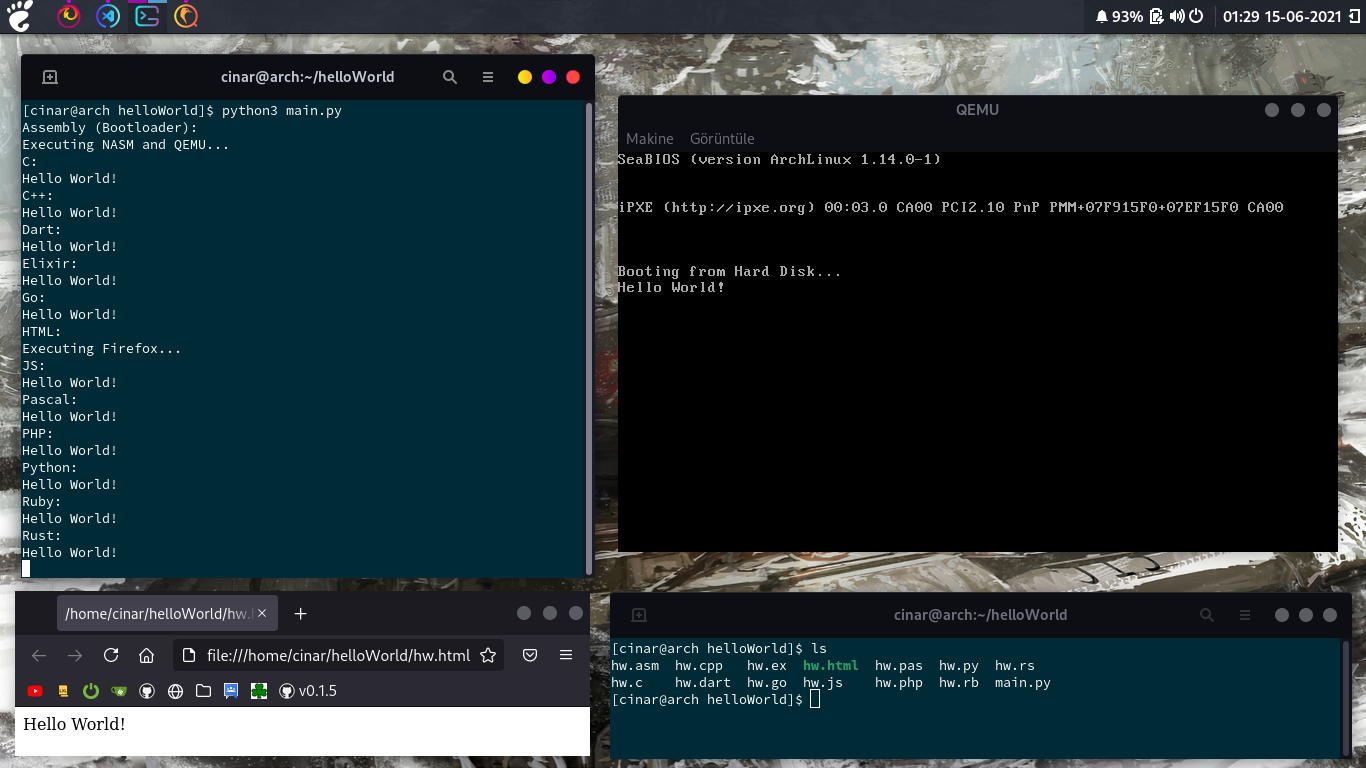 93% 01:29 15-06-2021
cinar@arch:~/helloWorld
[cinar@arch helloWorld]$ python3 main.py
Assembly (Bootloader):
Executing NASM and QEMU...
C:
Hello World!
C++:
Hello World!
Dart:
Hello World!
Elixir:
Hello World!
Go:
Hello World!
HTML:
Executing Firefox...
JS:
Hello World!
Pascal:
Hello World!
PHP:
Hello World!
Python:
Hello World!
Ruby:
Hello World!
Rust:
Hello World!
QEMU
Makine Görüntüle
SeaBIOS (version ArchLinux 1.14.0-1)
iPXE (http://ipxe.org) 00:03.0 CA00 PCI2.10 PnP PMM+07F915F0+07EF15F0 CA00
Booting from Hard Disk...
Hello World!
/home/cinar/helloWorld/hw.
file:///home/cinar/helloWorld/hw.html
v0.1.5
Hello World!
cinar@arch:~/helloWorld
[cinar@arch helloWorld]$ ls
hw.asm hw.cpp hw.ex hw.html hw.pas hw.py hw.rs
hw.c hw.dart hw.go hw.js hw.php hw.rb main.py
[cinar@arch helloWorld]$